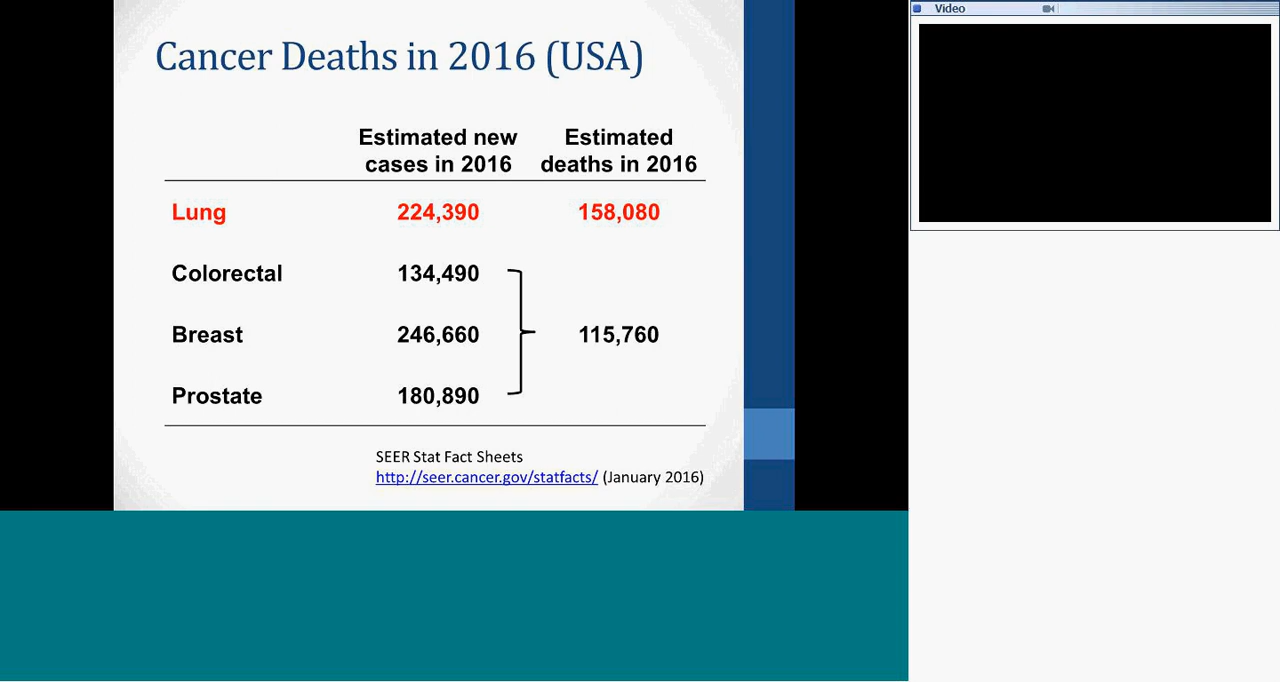 Cancer Deaths in 2016 (USA)
Estimated new cases in 2016
Estimated deaths in 2016
Lung 224,390 158,080
Colorectal 134,490
Breast 246,660 115,760
Prostate 180,890
SEER Stat Fact Sheets
http://seer.cancer.gov/statfacts/ (January 2016)
Video